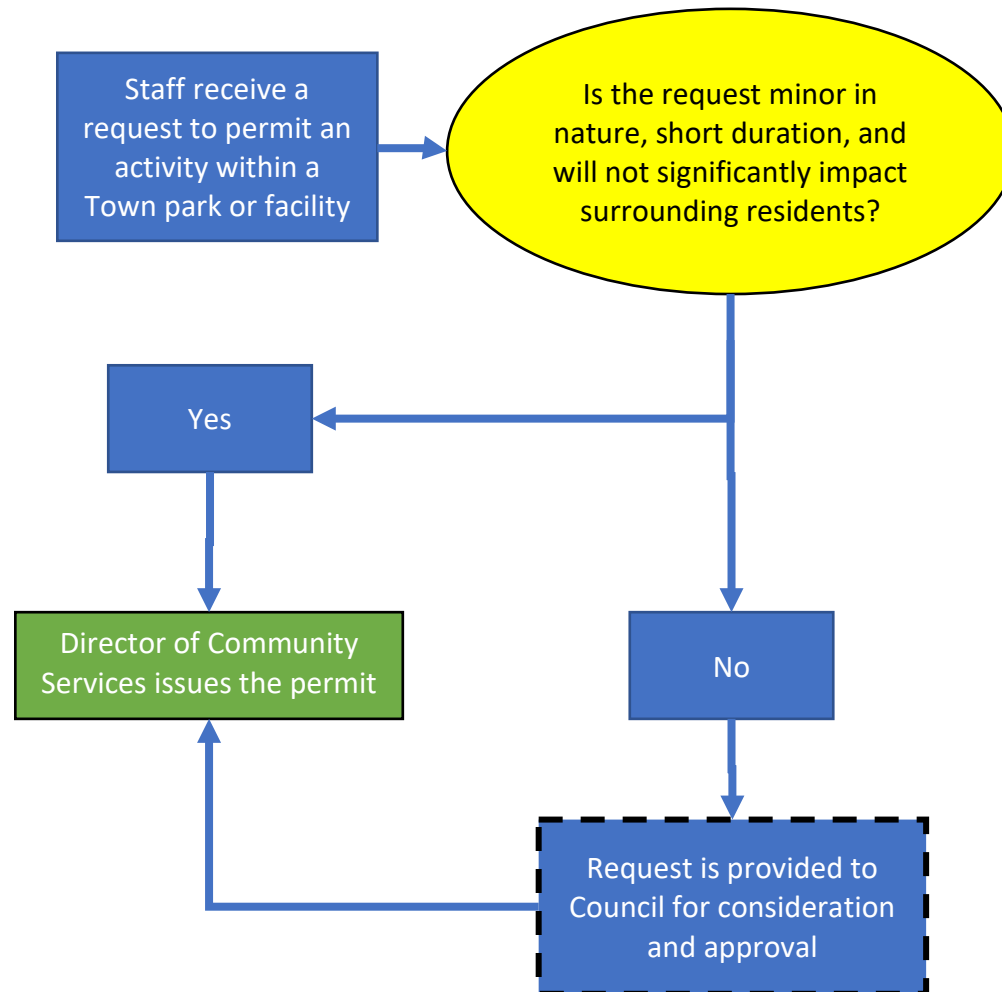 Staff receive a
request to permit an
activity within a
Town park or facility
Is the request minor in
nature, short duration, and
will not significantly impact
surrounding residents?
Yes
Director of Community
Services issues the permit
No
Request is provided to
Council for consideration
and approval